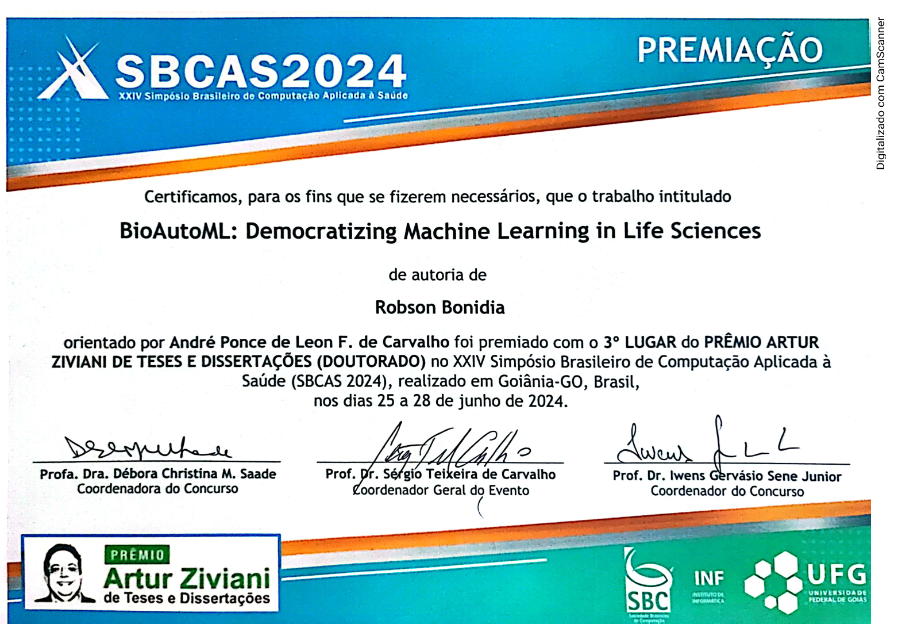 SBCAS2024
XXIV Simpósio Brasileiro de Computação Aplicada à Saúde
PREMIAÇÃO
Digitalizado com CamScanner
Certificamos, para os fins que se fizerem necessários, que o trabalho intitulado
BioAutoML: Democratizing Machine Learning in Life Sciences
de autoria de
Robson Bonidia
orientado por André Ponce de Leon F. de Carvalho foi premiado com o 3º LUGAR do PRÊMIO ARTUR
ZIVIANI DE TESES E DISSERTAÇÕES (DOUTORADO) no XXIV Simpósio Brasileiro de Computação Aplicada à
Saúde (SBCAS 2024), realizado em Goiânia-GO, Brasil,
nos dias 25 a 28 de junho de 2024.
Profa. Dra. Débora Christina M. Saade
Coordenadora do Concurso
Prof. Dr. Sérgio Teixeira de Carvalho
Coordenador Geral do Evento
Prof. Dr. Iwens Gervásio Sene Junior
Coordenador do Concurso
PRÊMIO
Artur Ziviani
de Teses e Dissertações
SBC
Sociedade Brasileira
de Computação
INF
INSTITUTO DE
INFORMÁTICA
UFG
UNIVERSIDADE
FEDERAL DE GOIÁS